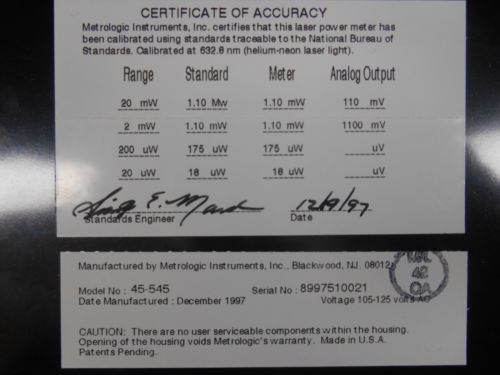 CERTIFICATE OF ACCURACY
Metrologic Instruments, Inc. certifies that this laser power meter has
been calibrated using standards traceable to the National Bureau of
Standards. Calibrated at 632.8 nm (helium-neon laser light).
Range Standard Meter Analog Output
20 mW 1.10 Mw 1.10 mW 110 mV
2 mW 1.10 mW 1.10 mW 1100 mV
200 uW 175 uW 175 uW uV
20 uW 18 uW 18 uW uV
12/9/97
Standards Engineer Date
Manufactured by Metrologic Instruments, Inc., Blackwood, NJ. 08012
42
QA
Model No : 45-545 Serial No : 8997510021
Date Manufactured : December 1997 Voltage 105-125 volts AC
CAUTION: There are no user serviceable components within the housing.
Opening of the housing voids Metrologic's warranty. Made in U.S.A.
Patents Pending.